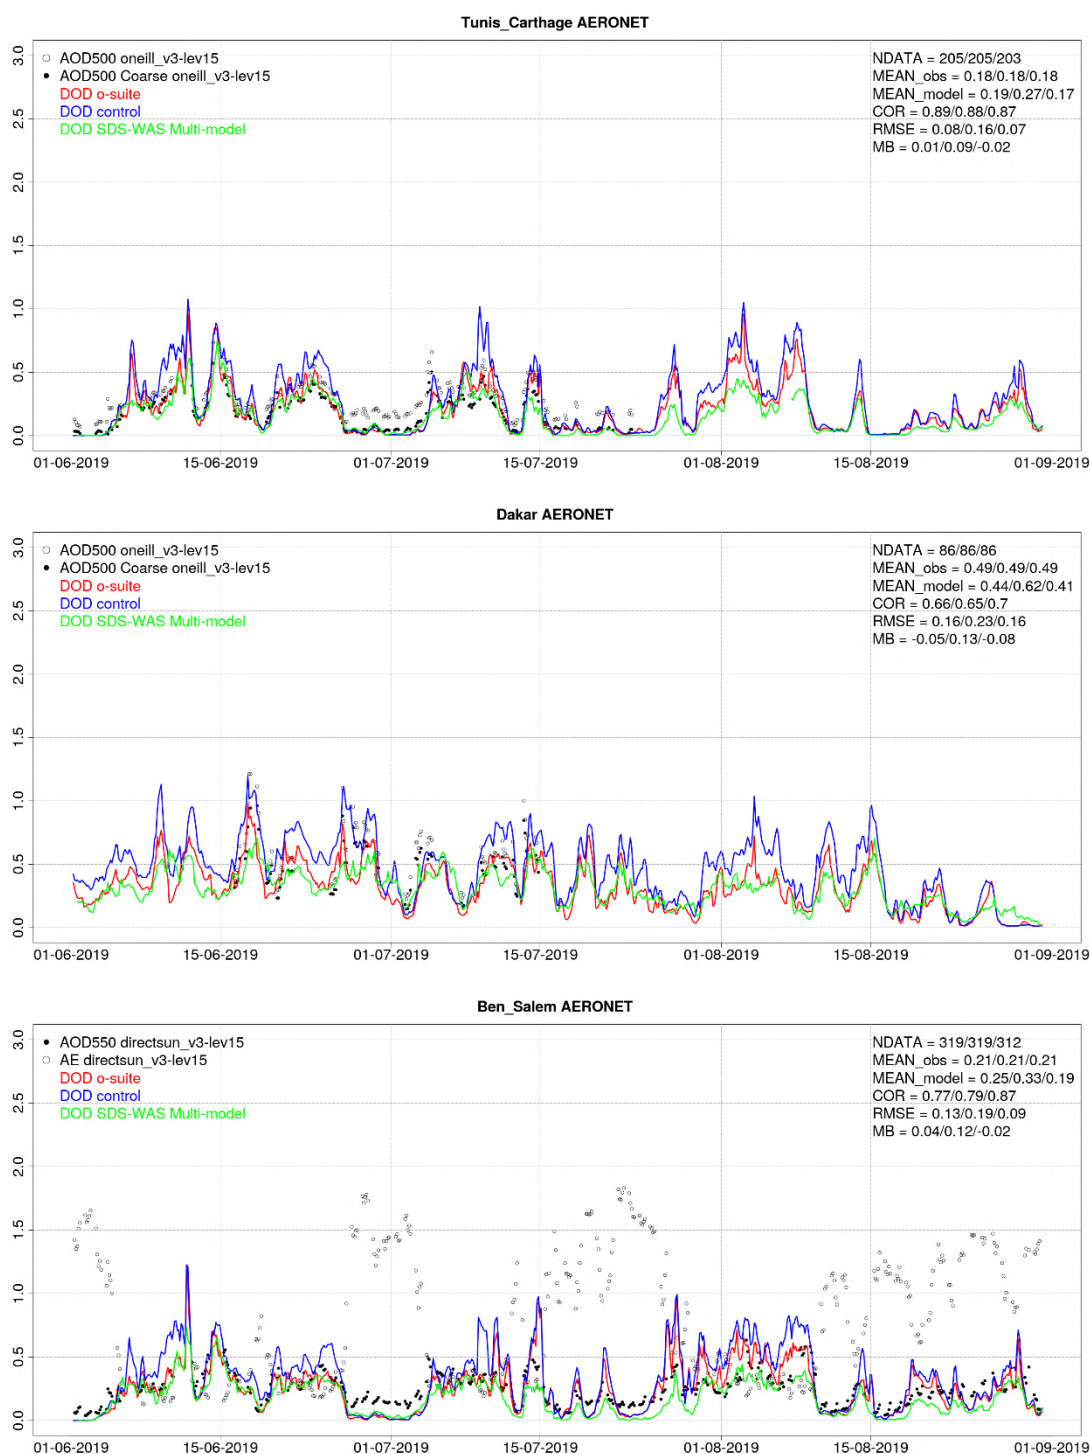 Tunis_Carthage AERONET
AOD500 oneill_v3-lev15
AOD500 Coarse oneill_v3-lev15
DOD o-suite
DOD control
DOD SDS-WAS Multi-model
NDATA = 205/205/203
MEAN_obs = 0.18/0.18/0.18
MEAN_model = 0.19/0.27/0.17
COR = 0.89/0.88/0.87
RMSE = 0.08/0.16/0.07
MB = 0.01/0.09/-0.02
3.0
2.5
2.0
1.5
1.0
0.5
0.0
01-06-2019 15-06-2019 01-07-2019 15-07-2019 01-08-2019 15-08-2019 01-09-2019
Dakar AERONET
AOD500 oneill_v3-lev15
AOD500 Coarse oneill_v3-lev15
DOD o-suite
DOD control
DOD SDS-WAS Multi-model
NDATA = 86/86/86
MEAN_obs = 0.49/0.49/0.49
MEAN_model = 0.44/0.62/0.41
COR = 0.66/0.65/0.7
RMSE = 0.16/0.23/0.16
MB = -0.05/0.13/-0.08
3.0
2.5
2.0
1.5
1.0
0.5
0.0
01-06-2019 15-06-2019 01-07-2019 15-07-2019 01-08-2019 15-08-2019 01-09-2019
Ben_Salem AERONET
AOD550 directsun_v3-lev15
AE directsun_v3-lev15
DOD o-suite
DOD control
DOD SDS-WAS Multi-model
NDATA = 319/319/312
MEAN_obs = 0.21/0.21/0.21
MEAN_model = 0.25/0.33/0.19
COR = 0.77/0.79/0.87
RMSE = 0.13/0.19/0.09
MB = 0.04/0.12/-0.02
3.0
2.5
2.0
1.5
1.0
0.5
0.0
01-06-2019 15-06-2019 01-07-2019 15-07-2019 01-08-2019 15-08-2019 01-09-2019